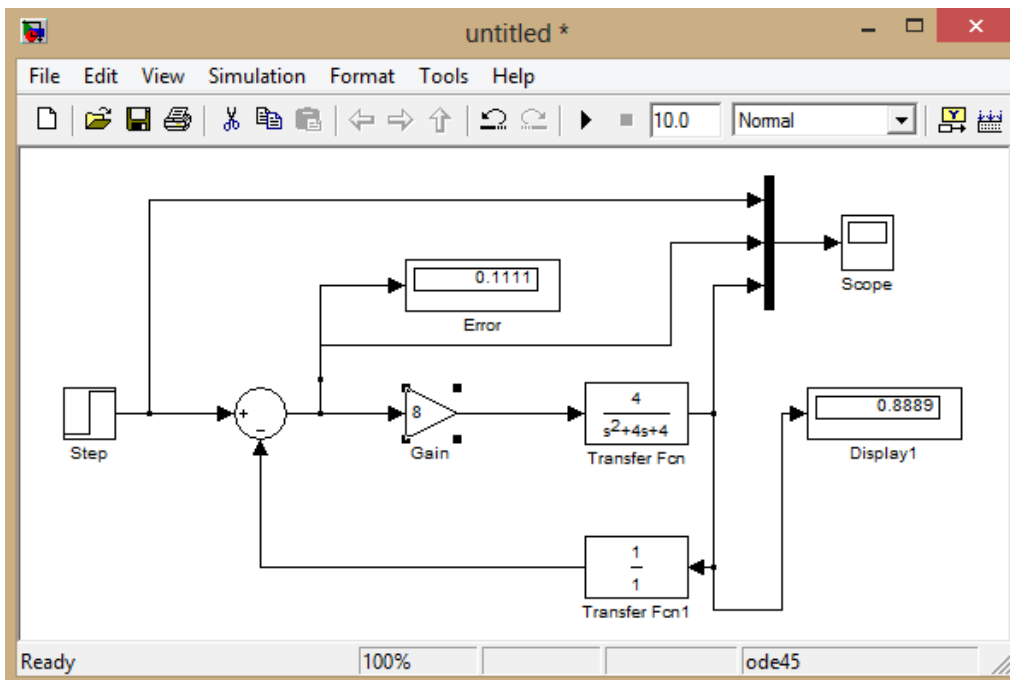 untitled *
File Edit View Simulation Format Tools Help
10.0 Normal
Scope
0.1111
Error
+
-
Step
8
Gain
4
s2+4s+4
Transfer Fcn
0.8889
Display1
1
1
Transfer Fcn1
Ready 100% ode45